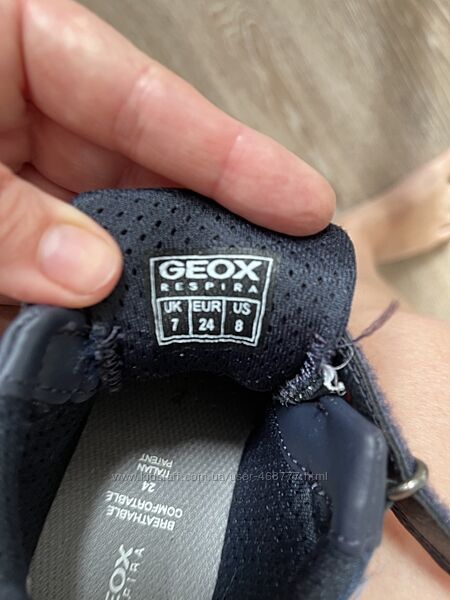 GEOX
RESPIRA
UK EUR US
7 24 8
BREATHABLE
COMFORTABLE
24
ITALIAN
PATENT
GEOX